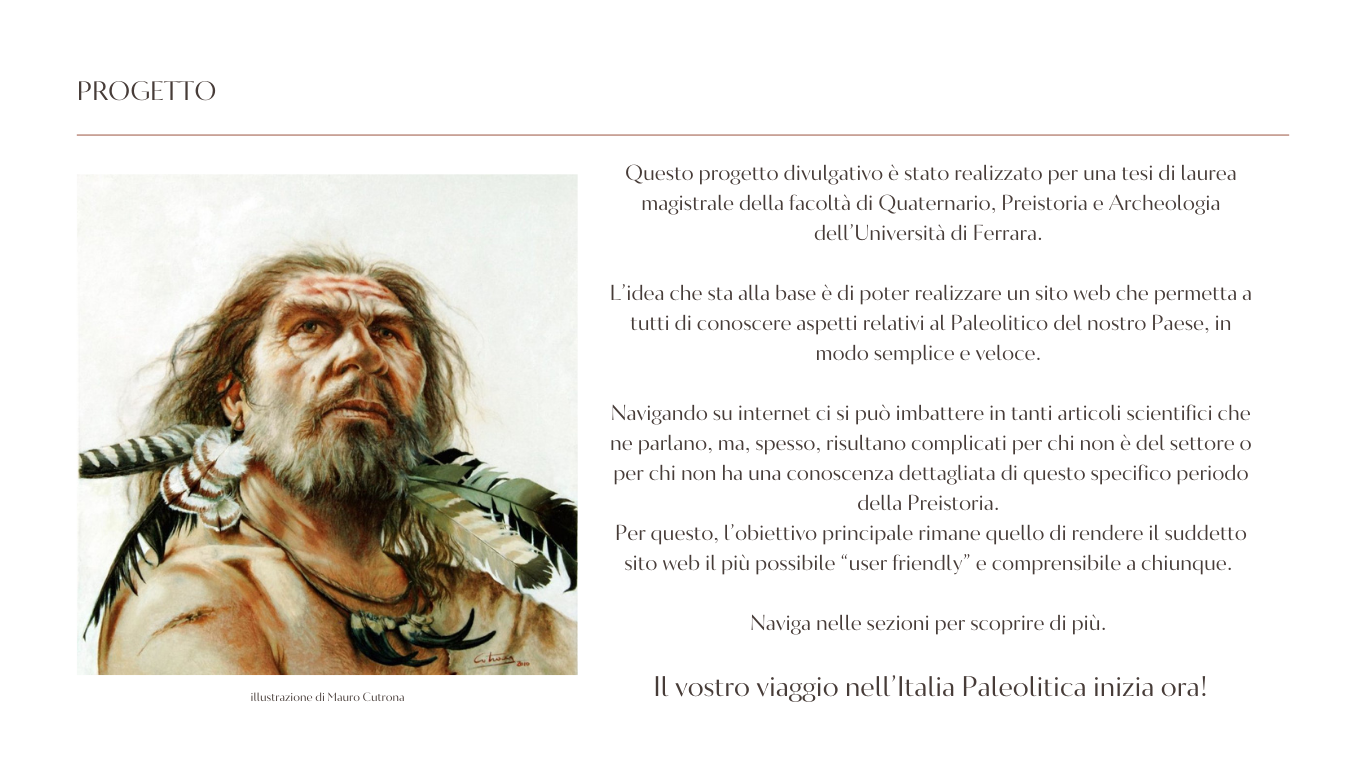 PROGETTO
Questo progetto divulgativo è stato realizzato per una tesi di laurea
magistrale della facoltà di Quaternario, Preistoria e Archeologia
dell’Università di Ferrara.
L’idea che sta alla base è di poter realizzare un sito web che permetta a
tutti di conoscere aspetti relativi al Paleolitico del nostro Paese, in
modo semplice e veloce.
Navigando su internet ci si può imbattere in tanti articoli scientifici che
ne parlano, ma, spesso, risultano complicati per chi non è del settore o
per chi non ha una conoscenza dettagliata di questo specifico periodo
della Preistoria.
Per questo, l’obiettivo principale rimane quello di rendere il suddetto
sito web il più possibile “user friendly” e comprensibile a chiunque.
Naviga nelle sezioni per scoprire di più.
Il vostro viaggio nell’Italia Paleolitica inizia ora!
illustrazione di Mauro Cutrona